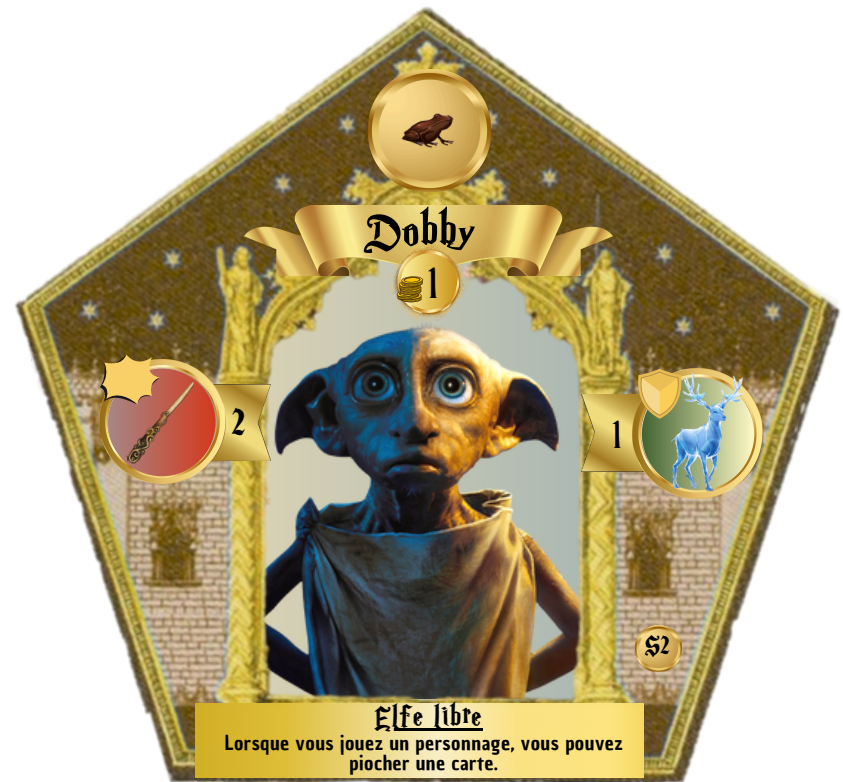 Dobby
1
2
1
S2
Elfe libre
Lorsque vous jouez un personnage, vous pouvez
piocher une carte.